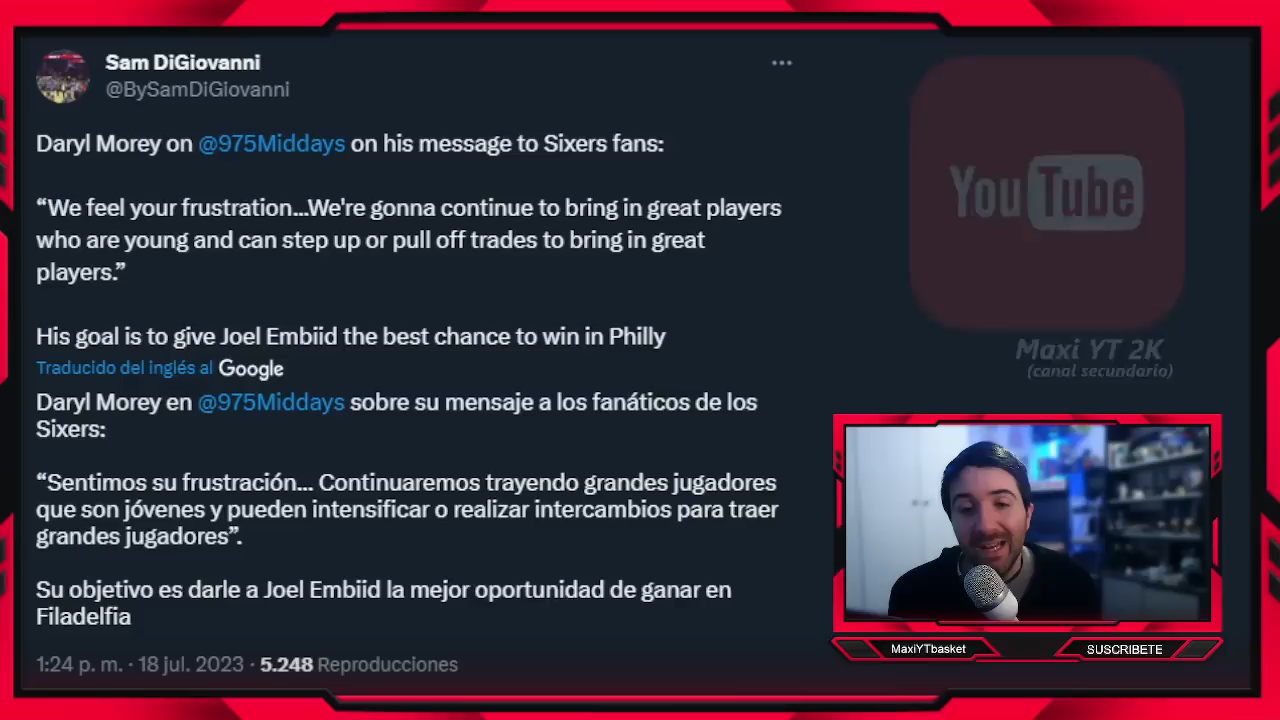 Sam DiGiovanni
@BySamDiGiovanni
Daryl Morey on @975Middays on his message to Sixers fans:
“We feel your frustration...We're gonna continue to bring in great players
who are young and can step up or pull off trades to bring in great
players.”
His goal is to give Joel Embiid the best chance to win in Philly
Traducido del inglés al Google
Daryl Morey en @975Middays sobre su mensaje a los fanáticos de los
Sixers:
“Sentimos su frustración... Continuaremos trayendo grandes jugadores
que son jóvenes y pueden intensificar o realizar intercambios para traer
grandes jugadores”.
Su objetivo es darle a Joel Embiid la mejor oportunidad de ganar en
Filadelfia
1:24 p. m. · 18 jul. 2023 · 5.248 Reproducciones
YouTube
Maxi YT 2K
(canal secundario)
MaxiYTbasket
SUSCRIBETE